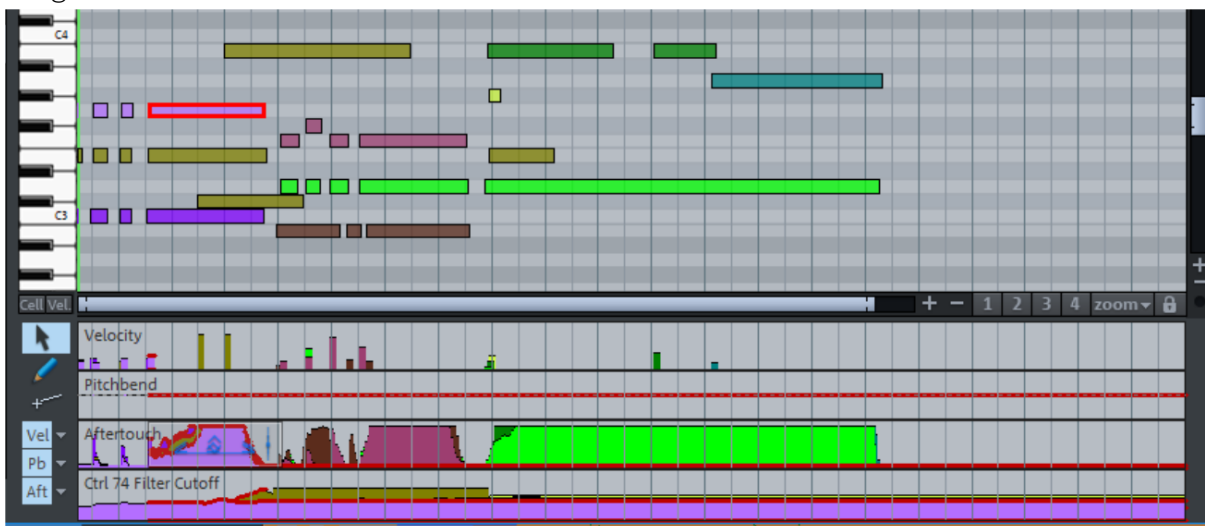 C4
C3
Cell Vel.
+
−
+ − 1 2 3 4 zoom
Velocity
Pitchbend
Vel
Aftertouch
Pb
Aft
Ctrl 74 Filter Cutoff